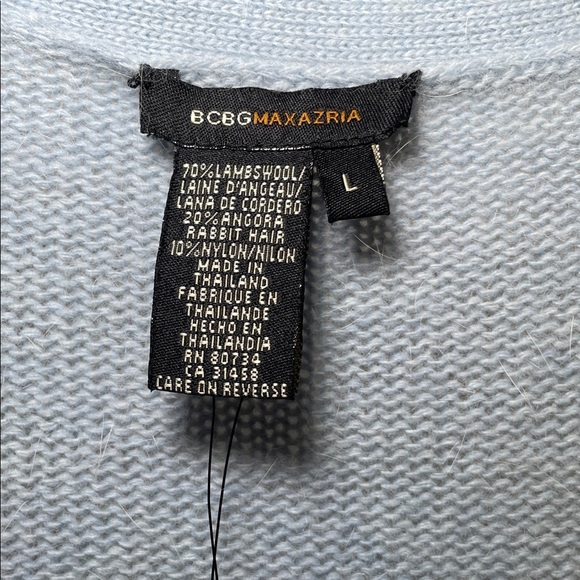 BCBGMAXAZRIA
L
70%LAMBSWOOL/
LAINE D'ANGEAU/
LANA DE CORDERO
20%ANGORA
RABBIT HAIR
10%NYLON/NILON
MADE IN
THAILAND
FABRIQUE EN
THAILANDE
HECHO EN
THAILANDIA
RN 80734
CA 31458
CARE ON REVERSE